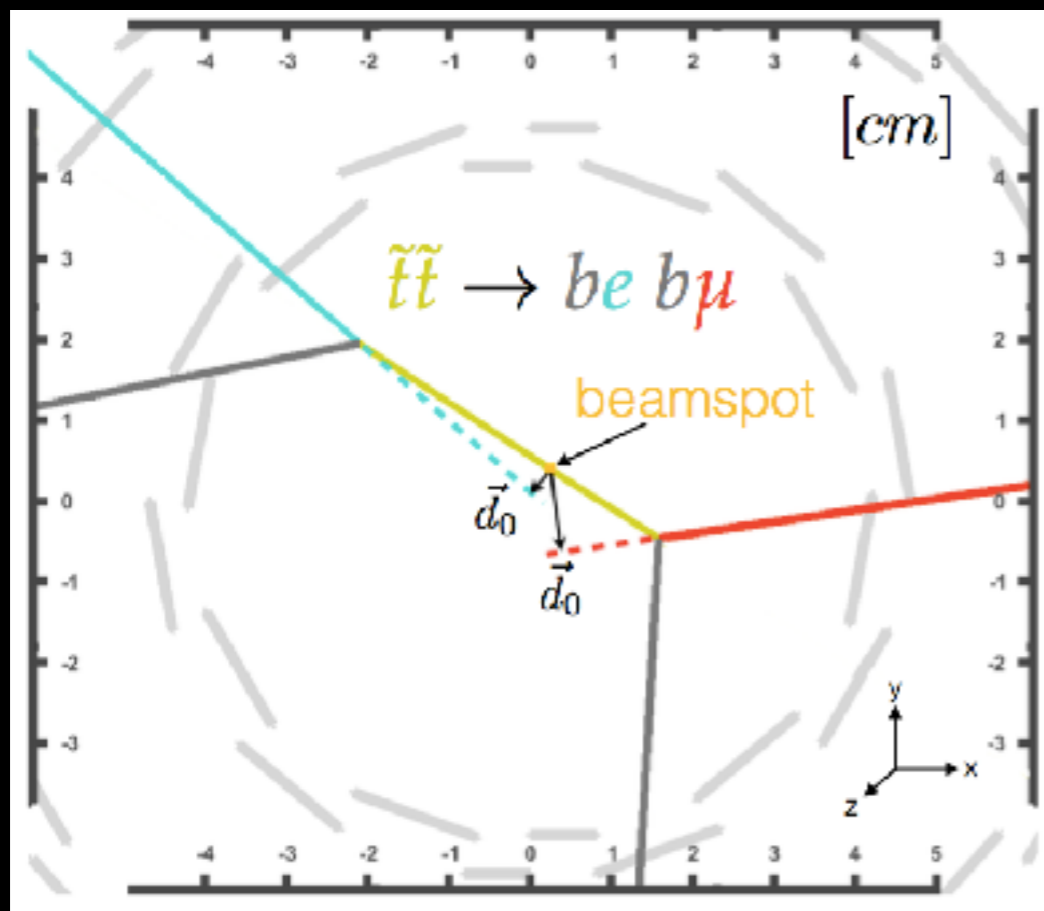 -4 -3 -2 -1 0 1 2 3 4 5
[cm]
4 4
3 3
t̃t̃ → be bμ
2 2
beamspot
1 1
0 0
d⃗₀
-1 -1
d⃗₀
-2 -2
y
-3 -3
x
z
-4 -3 -2 -1 0 1 2 3 4 5